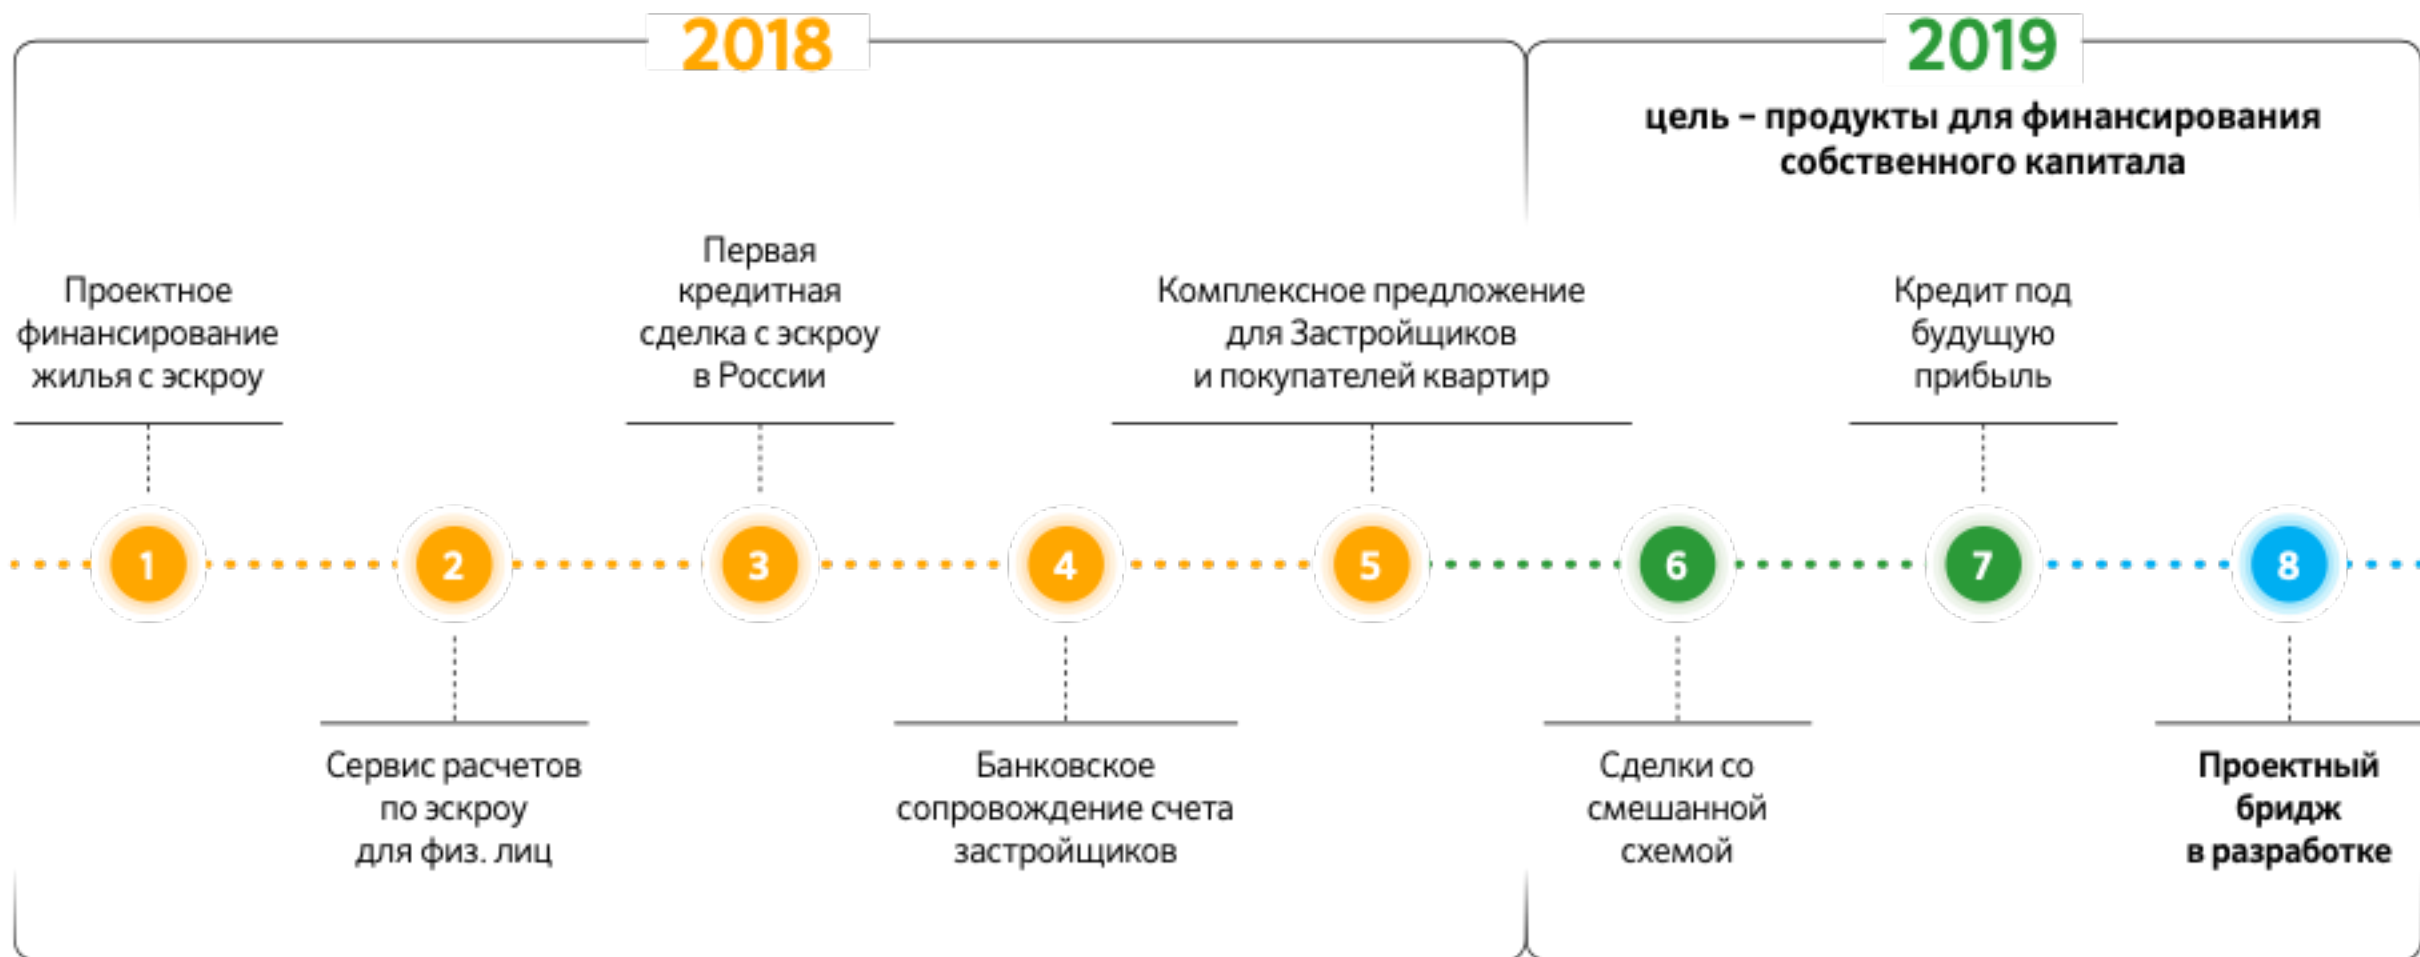 2018
2019
цель – продукты для финансирования
собственного капитала
Проектное
финансирование
жилья с эскроу
Первая
кредитная
сделка с эскроу
в России
Комплексное предложение
для Застройщиков
и покупателей квартир
Кредит под
будущую
прибыль
1
2
3
4
5
6
7
8
Сервис расчетов
по эскроу
для физ. лиц
Банковское
сопровождение счета
застройщиков
Сделки со
смешанной
схемой
Проектный
бридж
в разработке